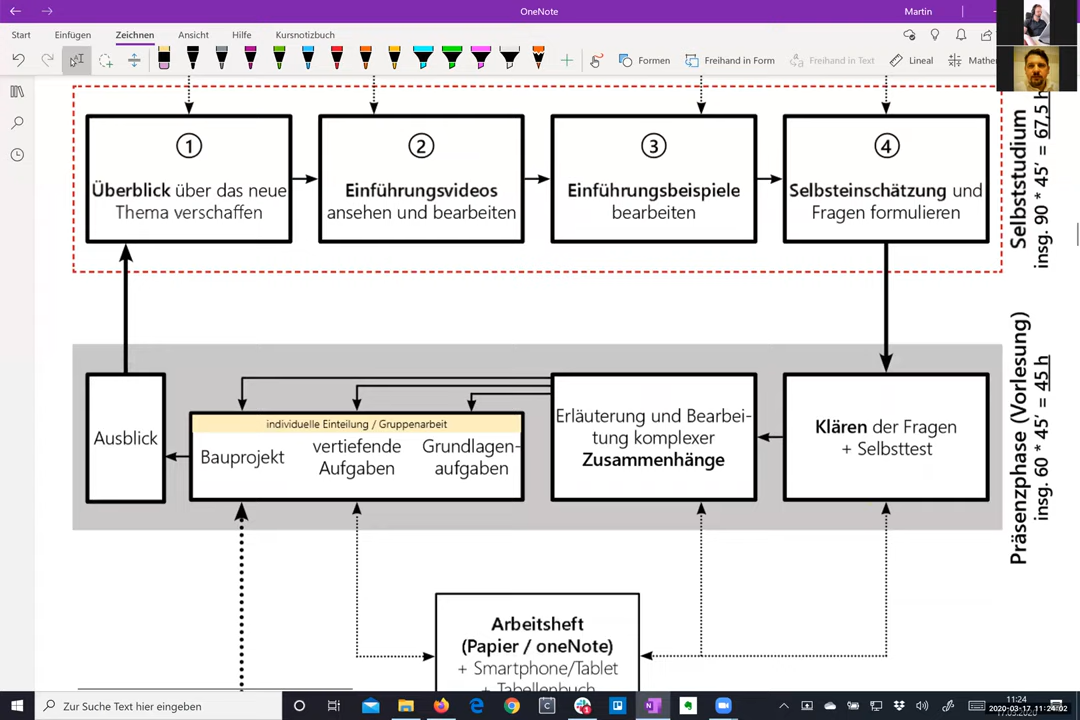 OneNote
Martin
Start
Einfügen
Zeichnen
Ansicht
Hilfe
Kursnotizbuch
Formen
Freihand in Form
Freihand in Text
Lineal
Mathe
1
Überblick über das neue
Thema verschaffen
2
Einführungsvideos
ansehen und bearbeiten
3
Einführungsbeispiele
bearbeiten
4
Selbsteinschätzung und
Fragen formulieren
Selbststudium
insg. 90 * 45’ = 67.5 h
Ausblick
individuelle Einteilung / Gruppenarbeit
Bauprojekt
vertiefende
Aufgaben
Grundlagen-
aufgaben
Erläuterung und Bearbei-
tung komplexer
Zusammenhänge
Klären der Fragen
+ Selbsttest
Präsenzphase (Vorlesung)
insg. 60 * 45’ = 45 h
Arbeitsheft
(Papier / oneNote)
+ Smartphone/Tablet
+ Tabellenbuch
Zur Suche Text hier eingeben
11:24
2020-03-17 11:24:02